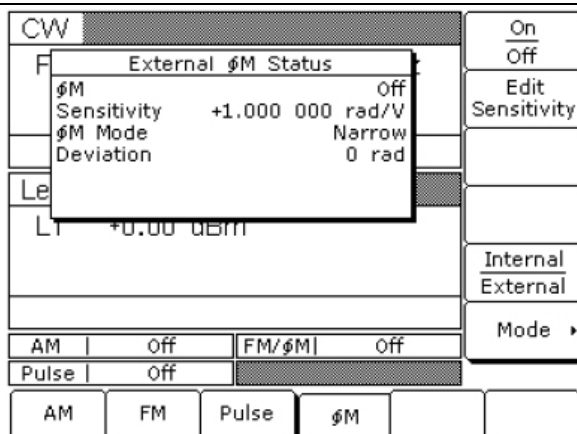 CW
F
External ϕM Status
ϕM Off
Sensitivity +1.000 000 rad/V
ϕM Mode Narrow
Deviation 0 rad
Le
L1 +0.00 dBm
AM | Off
FM/ϕM| Off
Pulse | Off
On
Off
Edit
Sensitivity
Internal
External
Mode
AM
FM
Pulse
ϕM